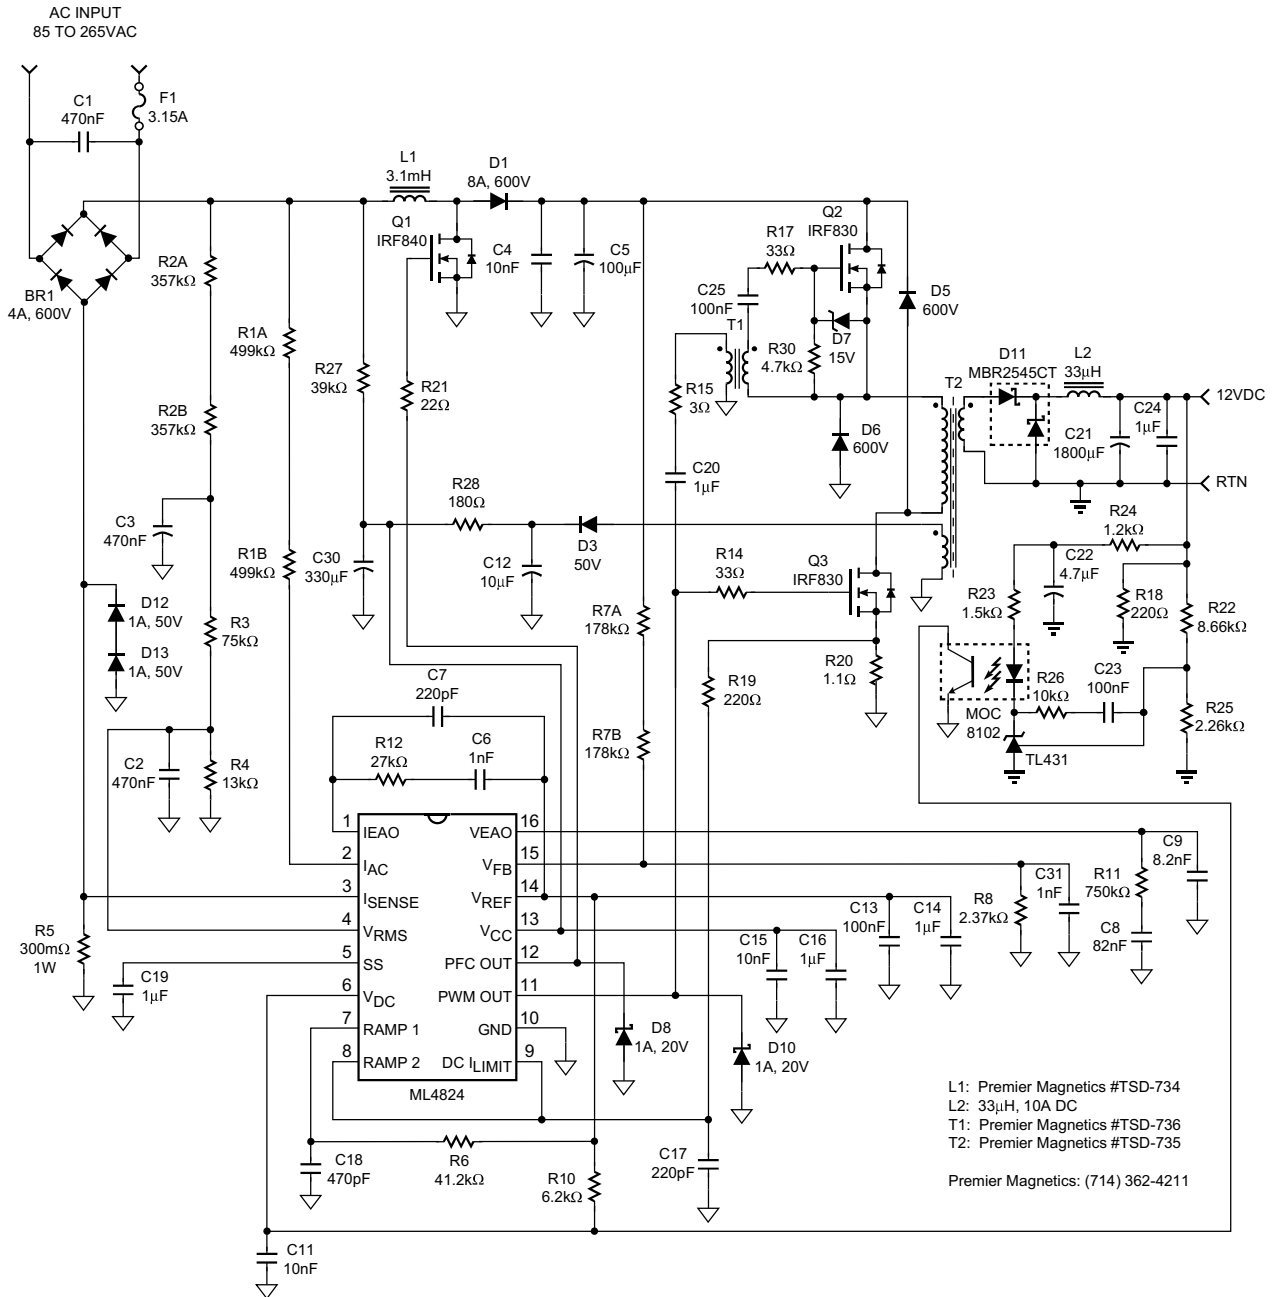 AC INPUT
85 TO 265VAC
C1
470nF
F1
3.15A
L1
3.1mH
D1
8A, 600V
Q1
IRF840
C4
10nF
C5
100µF
R17
33Ω
Q2
IRF830
BR1
4A, 600V
R2A
357kΩ
C25
100nF
T1
D7
15V
D5
600V
R1A
499kΩ
R27
39kΩ
R21
22Ω
R30
4.7kΩ
R15
3Ω
T2
D11
MBR2545CT
L2
33µH
12VDC
C24
1µF
R2B
357kΩ
D6
600V
C21
1800µF
C20
1µF
RTN
R28
180Ω
C3
470nF
R1B
499kΩ
C30
330µF
C12
10µF
D3
50V
R14
33Ω
Q3
IRF830
R24
1.2kΩ
C22
4.7µF
R23
1.5kΩ
R18
220Ω
R22
8.66kΩ
D12
1A, 50V
D13
1A, 50V
R3
75kΩ
R7A
178kΩ
R20
1.1Ω
R19
220Ω
C7
220pF
MOC
8102
R26
10kΩ
C23
100nF
R25
2.26kΩ
TL431
C2
470nF
R4
13kΩ
R12
27kΩ
C6
1nF
R7B
178kΩ
1 IEAO VEAO 16
2 IAC VFB 15
3 ISENSE VREF 14
4 VRMS VCC 13
5 SS PFC OUT 12
6 VDC PWM OUT 11
7 RAMP 1 GND 10
8 RAMP 2 DC ILIMIT 9
ML4824
C9
8.2nF
R11
750kΩ
C31
1nF
R8
2.37kΩ
C8
82nF
C13
100nF
C14
1µF
C15
10nF
C16
1µF
R5
300mΩ
1W
C19
1µF
D8
1A, 20V
D10
1A, 20V
C18
470pF
R6
41.2kΩ
R10
6.2kΩ
C17
220pF
C11
10nF
L1: Premier Magnetics #TSD-734
L2: 33µH, 10A DC
T1: Premier Magnetics #TSD-736
T2: Premier Magnetics #TSD-735
Premier Magnetics: (714) 362-4211